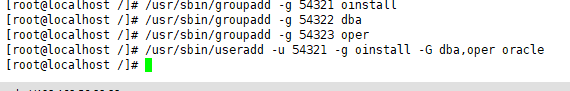 [root@localhost /]# /usr/sbin/groupadd -g 54321 oinstall
[root@localhost /]# /usr/sbin/groupadd -g 54322 dba
[root@localhost /]# /usr/sbin/groupadd -g 54323 oper
[root@localhost /]# /usr/sbin/useradd -u 54321 -g oinstall -G dba,oper oracle
[root@localhost /]#